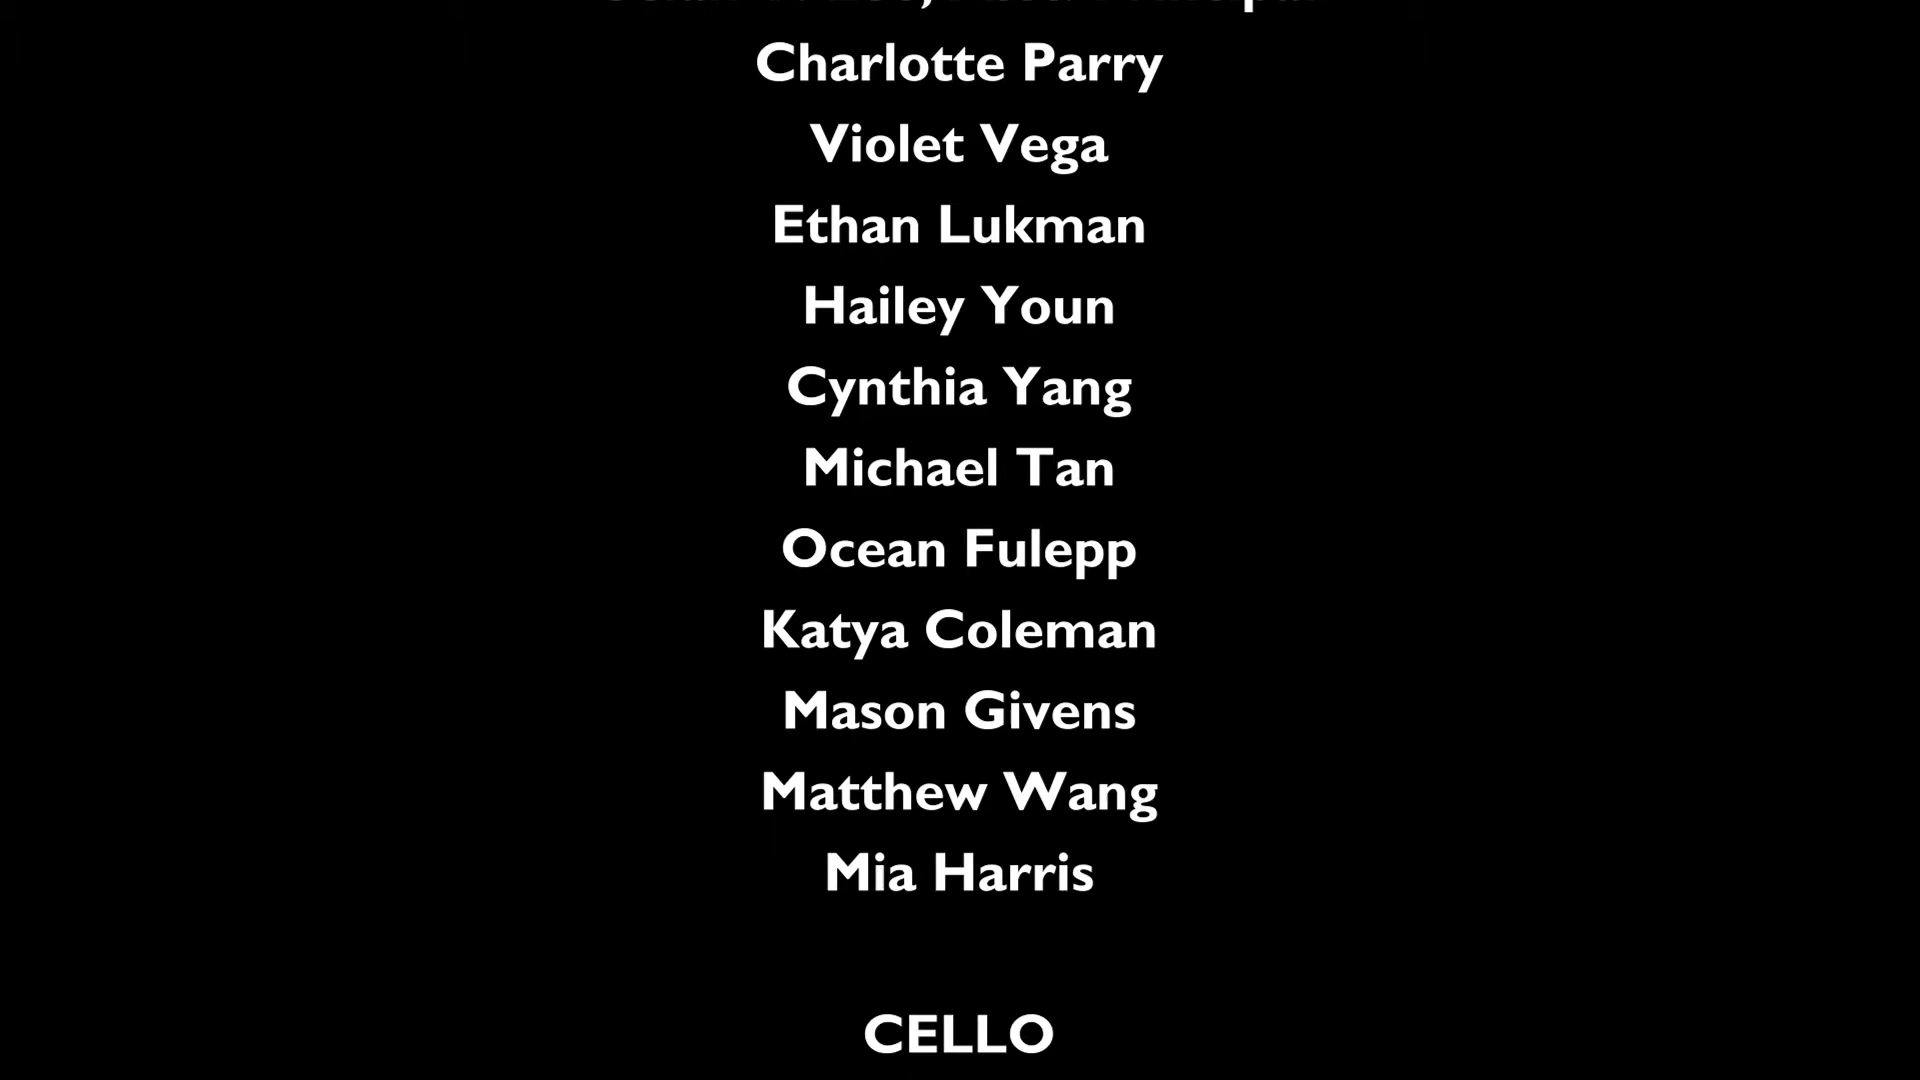 Charlotte Parry
Violet Vega
Ethan Lukman
Hailey Youn
Cynthia Yang
Michael Tan
Ocean Fulepp
Katya Coleman
Mason Givens
Matthew Wang
Mia Harris
CELLO